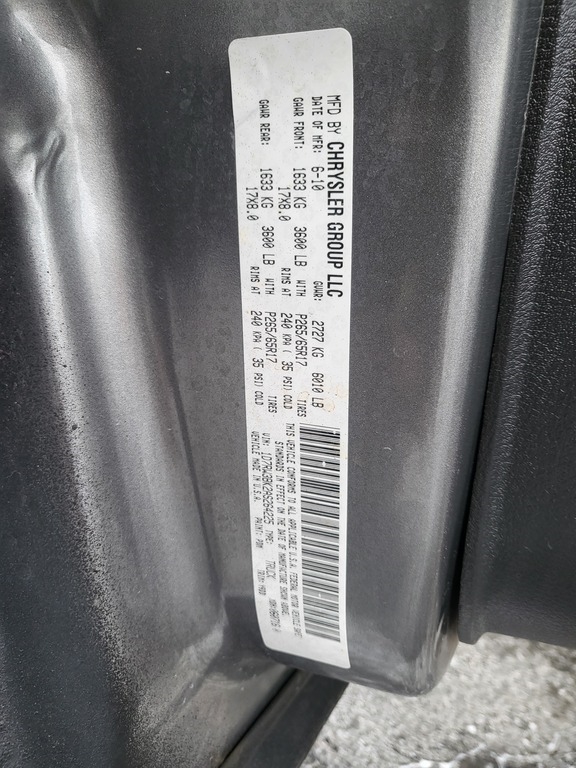 MFD BY CHRYSLER GROUP LLC
DATE OF MFR: 6-10 GVWR: 2727 KG 6010 LB
GAWR FRONT: 1633 KG 3600 LB WITH P265/65R17 TIRES
17X8.0 RIMS AT 240 KPA ( 35 PSI) COLD
GAWR REAR: 1633 KG 3600 LB WITH P265/65R17 TIRES
17X8.0 RIMS AT 240 KPA ( 35 PSI) COLD
THIS VEHICLE CONFORMS TO ALL APPLICABLE U.S.A. FEDERAL MOTOR VEHICLE SAFETY
STANDARDS IN EFFECT ON THE DATE OF MANUFACTURE SHOWN ABOVE.
VIN: TYPE: TRUCK
VEHICLE MADE IN U.S.A. PAINT: PDM TRIM: